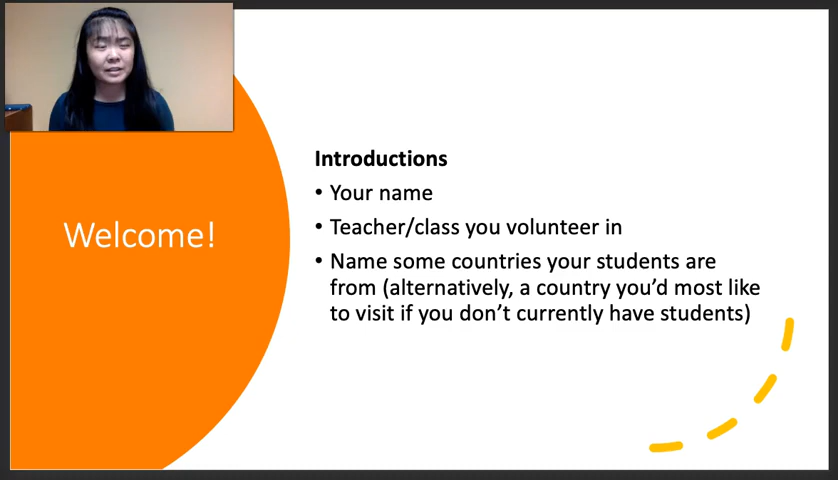 Welcome!
Introductions
• Your name
• Teacher/class you volunteer in
• Name some countries your students are
from (alternatively, a country you’d most like
to visit if you don’t currently have students)